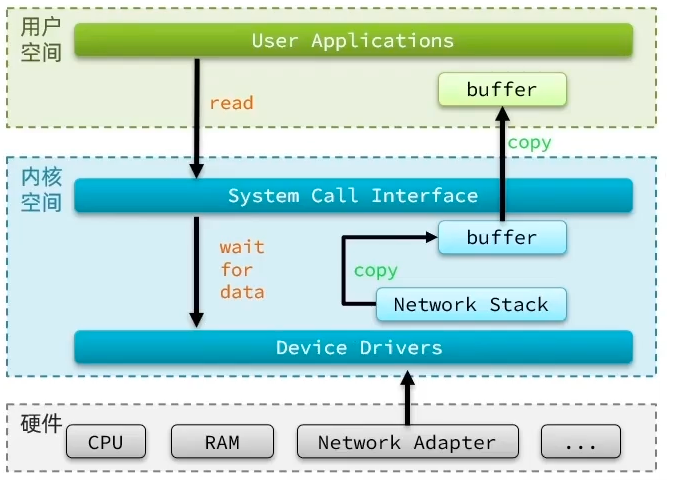 用户
空间
User Applications
read
buffer
copy
内核
空间
System Call Interface
wait
for
data
buffer
copy
Network Stack
Device Drivers
硬件
CPU
RAM
Network Adapter
...